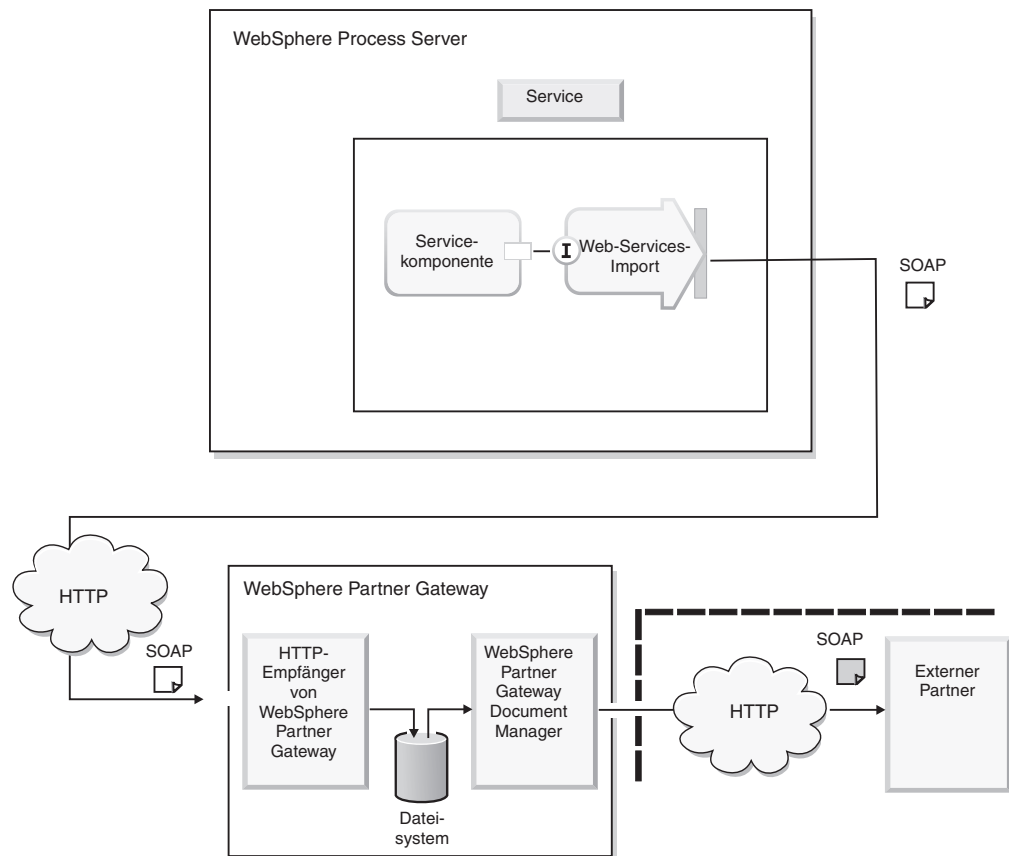 WebSphere Process Server
Service
Service-
komponente
I
Web-Services-
Import
SOAP
HTTP
SOAP
WebSphere Partner Gateway
HTTP-
Empfänger
von
WebSphere
Partner
Gateway
Datei-
system
WebSphere
Partner
Gateway
Document
Manager
HTTP
SOAP
Externer
Partner